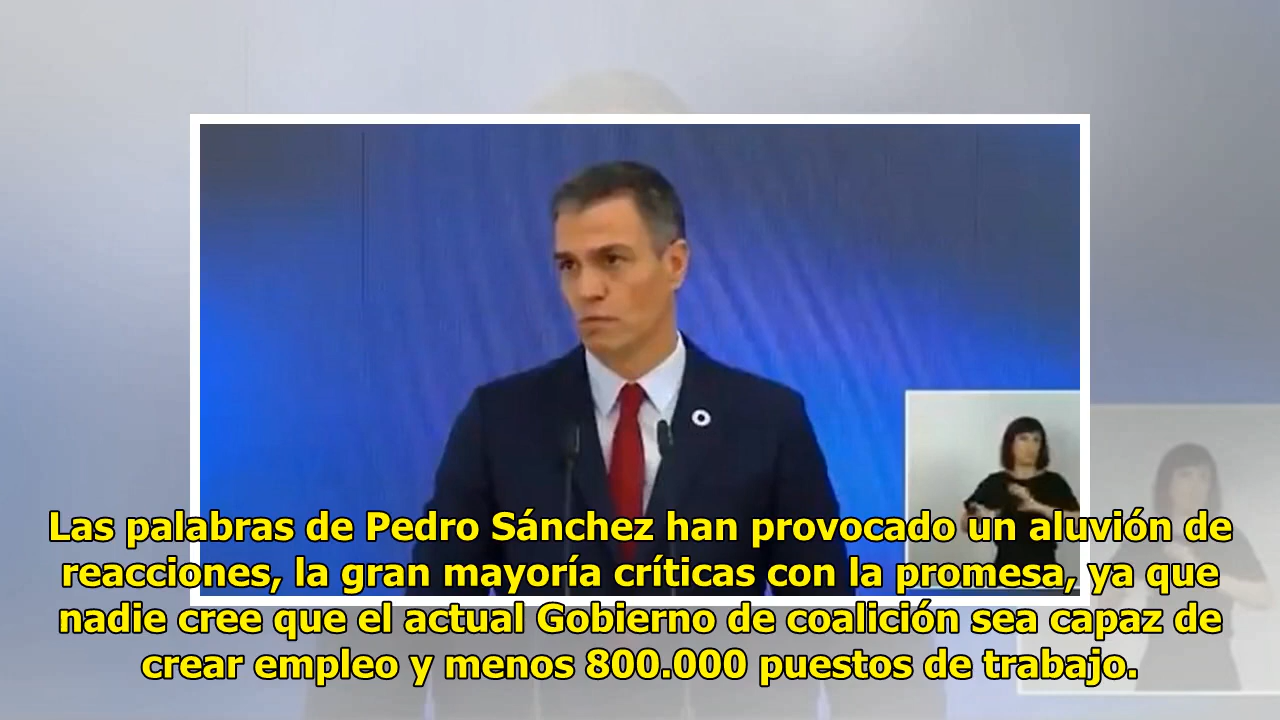 Las palabras de Pedro Sánchez han provocado un aluvión de
reacciones, la gran mayoría críticas con la promesa, ya que
nadie cree que el actual Gobierno de coalición sea capaz de
crear empleo y menos 800.000 puestos de trabajo.